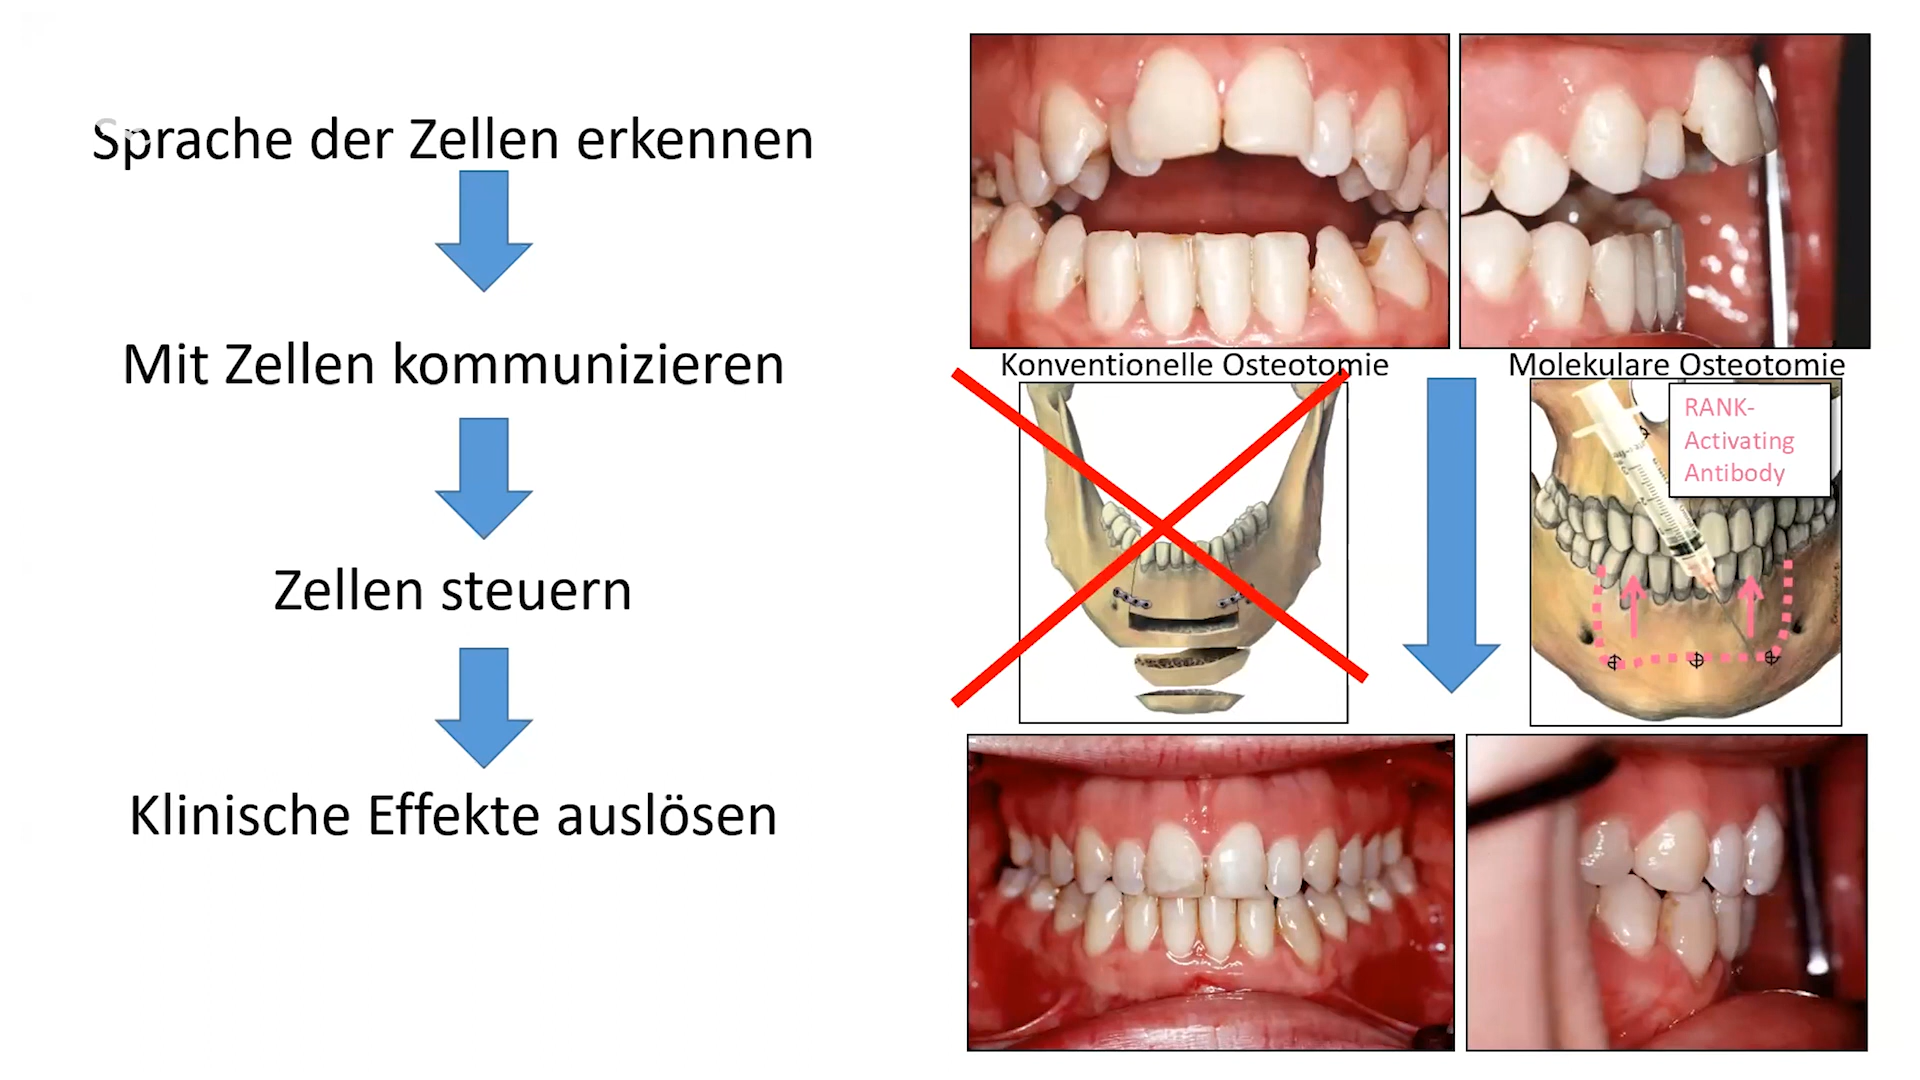 Sprache der Zellen erkennen
Mit Zellen kommunizieren
Zellen steuern
Klinische Effekte auslösen
Konventionelle Osteotomie
Molekulare Osteotomie
RANK-
Activating
Antibody